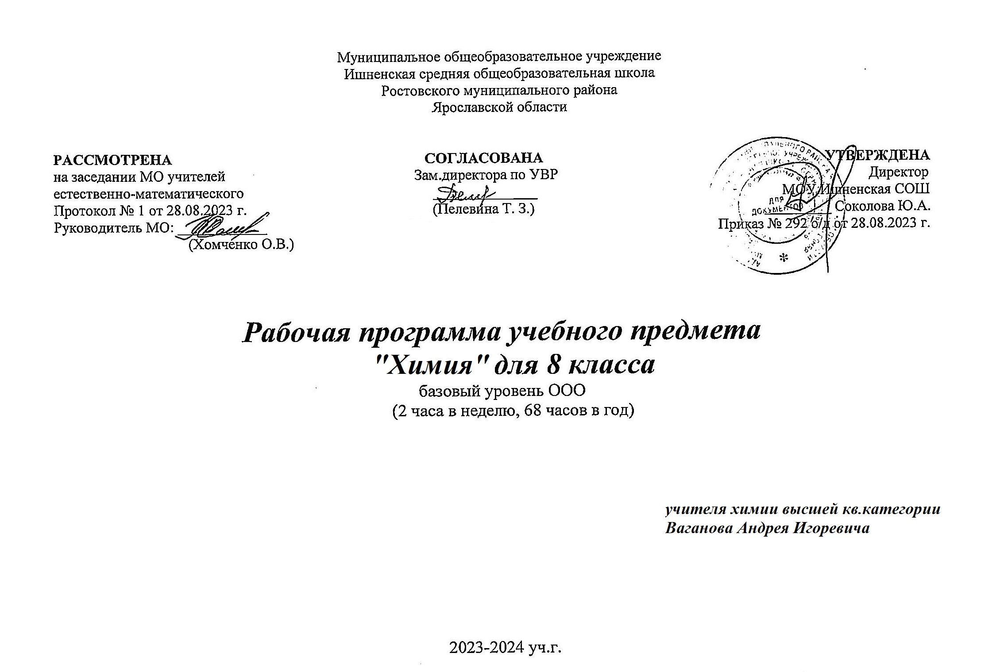 Муниципальное общеобразовательное учреждение
Ишненская средняя общеобразовательная школа
Ростовского муниципального района
Ярославской области
РАССМОТРЕНА
на заседании МО учителей
естественно-математического
Протокол № 1 от 28.08.2023 г.
Руководитель МО:
(Хомченко О.В.)
СОГЛАСОВАНА
Зам.директора по УВР
(Пелевина Т. З.)
УТВЕРЖДЕНА
Директор
МОУ Ишненская СОШ
Соколова Ю.А.
Приказ № 292 о/д от 28.08.2023 г.
ДЛЯ
ДОКУМЕНТОВ
Рабочая программа учебного предмета
"Химия" для 8 класса
базовый уровень ООО
(2 часа в неделю, 68 часов в год)
учителя химии высшей кв.категории
Ваганова Андрея Игоревича
2023-2024 уч.г.